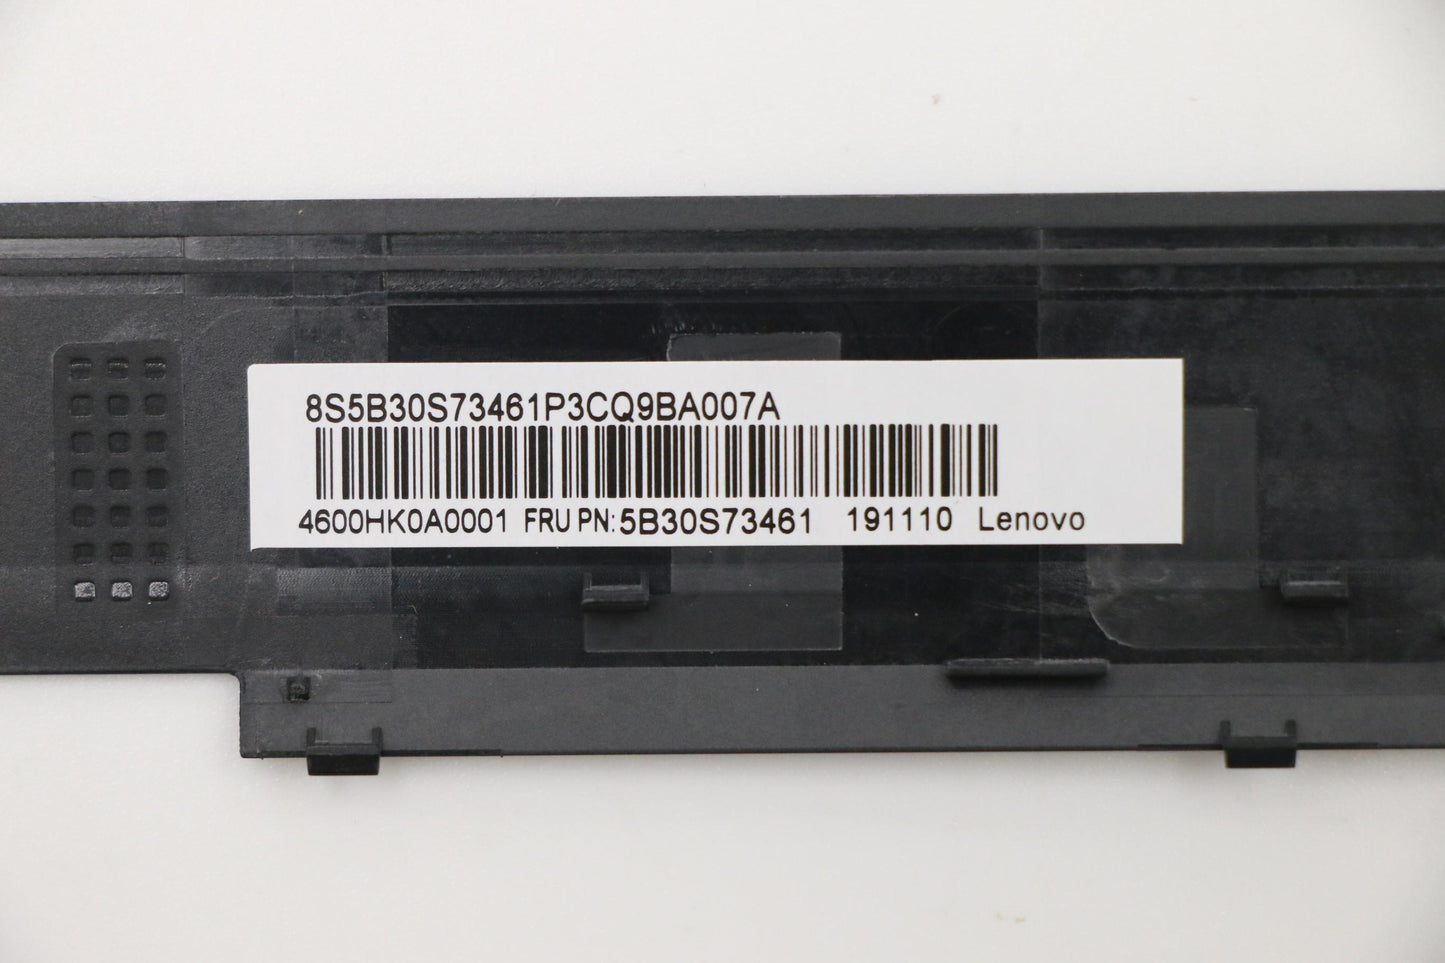 8S5B30S73461P3CQ9BA007A
4600HK0A0001 FRU PN:5B30S73461 191110 Lenovo